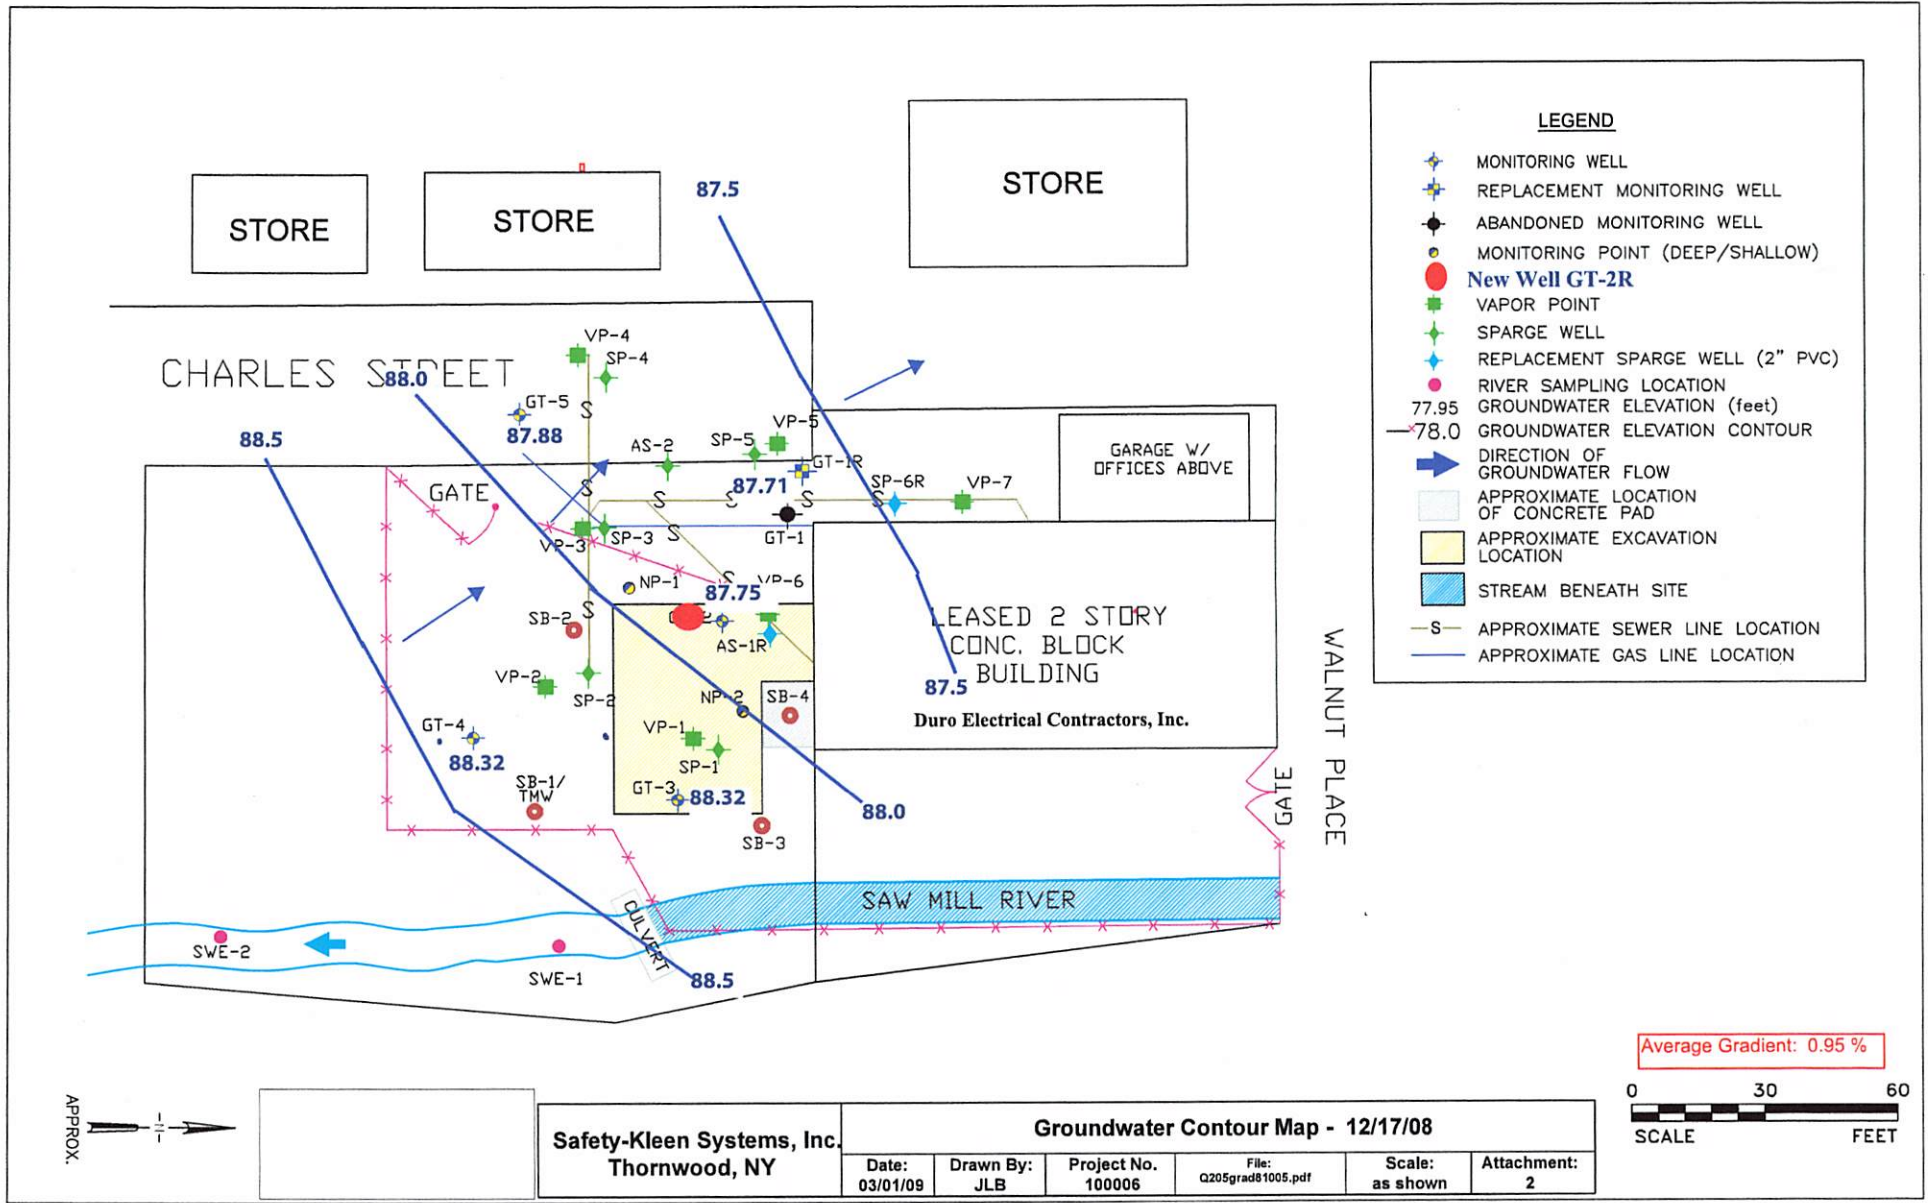 STORE
STORE
STORE
87.5
CHARLES STREET
88.0
88.5
VP-4
SP-4
GT-5
87.88
VP-5
SP-5
AS-2
GT-1R
87.71
SP-6R
VP-7
GARAGE W/
OFFICES ABOVE
GATE
S
S
S
S
S
S
S
S
S
VP-3
SP-3
GT-1
NP-1
VP-6
87.75
SB-2
AS-1R
LEASED 2 STORY
CONC. BLOCK
BUILDING
87.5
Duro Electrical Contractors, Inc.
VP-2
SP-2
NP-2
SB-4
GT-4
88.32
VP-1
SP-1
SB-1/
TMW
GT-3
88.32
88.0
SB-3
GATE
WALNUT PLACE
SAW MILL RIVER
CULVERT
SWE-2
SWE-1
88.5
LEGEND
MONITORING WELL
REPLACEMENT MONITORING WELL
ABANDONED MONITORING WELL
MONITORING POINT (DEEP/SHALLOW)
New Well GT-2R
VAPOR POINT
SPARGE WELL
REPLACEMENT SPARGE WELL (2" PVC)
RIVER SAMPLING LOCATION
77.95 GROUNDWATER ELEVATION (feet)
78.0 GROUNDWATER ELEVATION CONTOUR
DIRECTION OF
GROUNDWATER FLOW
APPROXIMATE LOCATION
OF CONCRETE PAD
APPROXIMATE EXCAVATION
LOCATION
STREAM BENEATH SITE
S APPROXIMATE SEWER LINE LOCATION
APPROXIMATE GAS LINE LOCATION
Average Gradient: 0.95 %
0 30 60
SCALE FEET
APPROX.
N
Safety-Kleen Systems, Inc.
Thornwood, NY
Groundwater Contour Map - 12/17/08
Date:
03/01/09
Drawn By:
JLB
Project No.
100006
File:
Q205grad81005.pdf
Scale:
as shown
Attachment:
2